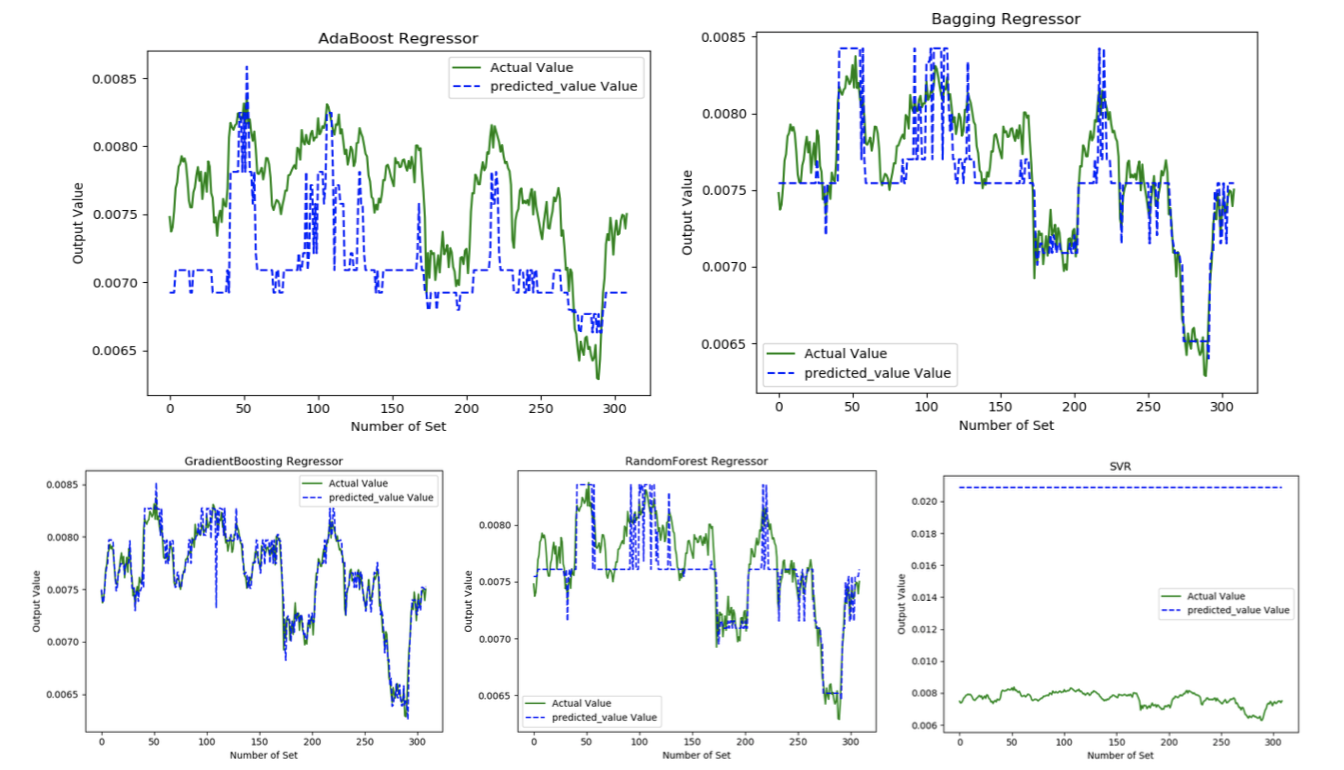 AdaBoost Regressor
Actual Value
predicted_value Value
0.0085
0.0080
0.0075
0.0070
0.0065
Output Value
0 50 100 150 200 250 300
Number of Set
Bagging Regressor
0.0085
0.0080
0.0075
0.0070
0.0065
Output Value
Actual Value
predicted_value Value
0 50 100 150 200 250 300
Number of Set
GradientBoosting Regressor
Actual Value
predicted_value Value
0.0085
0.0080
0.0075
0.0070
0.0065
Output Value
0 50 100 150 200 250 300
Number of Set
RandomForest Regressor
0.0080
0.0075
0.0070
0.0065
Output Value
Actual Value
predicted_value Value
0 50 100 150 200 250 300
Number of Set
SVR
0.020
0.018
0.016
0.014
0.012
0.010
0.008
0.006
Output Value
Actual Value
predicted_value Value
0 50 100 150 200 250 300
Number of Set